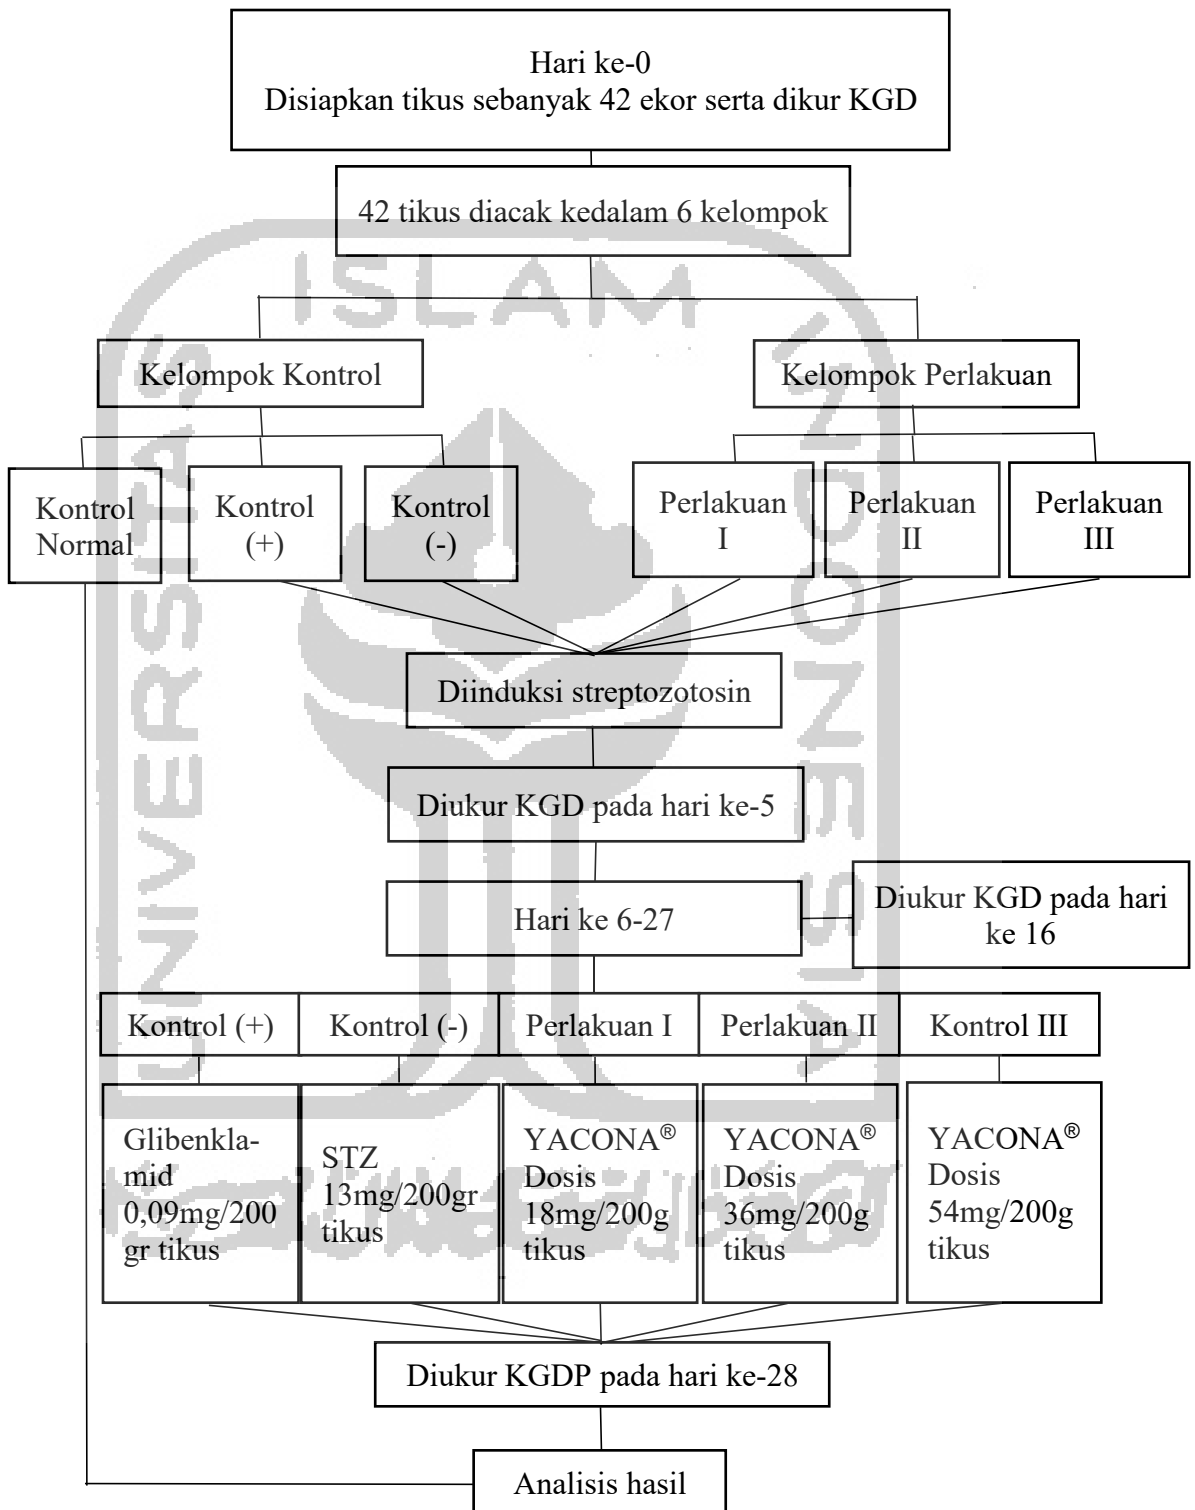 Hari ke-0
Disiapkan tikus sebanyak 42 ekor serta dikur KGD
42 tikus diacak kedalam 6 kelompok
ISLAM
UNIVERSITAS
INDONESIA
Kelompok Kontrol
Kelompok Perlakuan
Kontrol
Normal
Kontrol
(+)
Kontrol
(-)
Perlakuan
I
Perlakuan
II
Perlakuan
III
Diinduksi streptozotosin
Diukur KGD pada hari ke-5
Hari ke 6-27
Diukur KGD pada hari
ke 16
Kontrol (+)
Kontrol (-)
Perlakuan I
Perlakuan II
Kontrol III
Glibenkla-
mid
0,09mg/200
gr tikus
STZ
13mg/200gr
tikus
YACONA®
Dosis
18mg/200g
tikus
YACONA®
Dosis
36mg/200g
tikus
YACONA®
Dosis
54mg/200g
tikus
Diukur KGDP pada hari ke-28
Analisis hasil